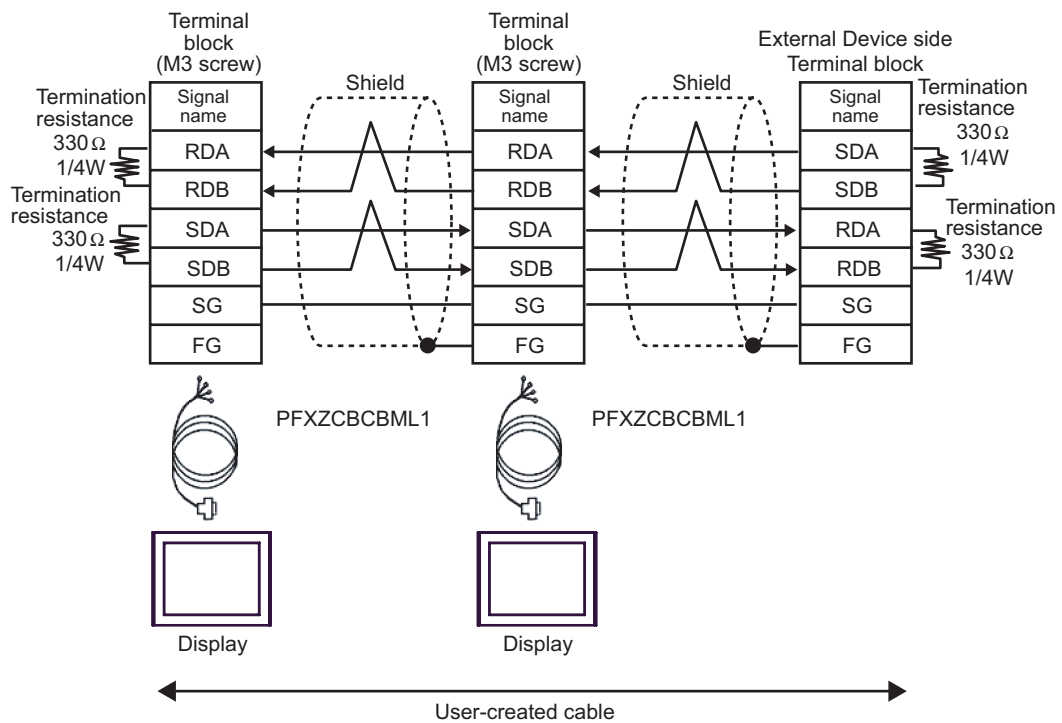 Terminal
block
(M3 screw)
Terminal
block
(M3 screw)
External Device side
Terminal block
Termination
resistance
330Ω
1/4W
Termination
resistance
330Ω
1/4W
Signal
name
RDA
RDB
SDA
SDB
SG
FG
Shield
Signal
name
RDA
RDB
SDA
SDB
SG
FG
Shield
Signal
name
SDA
SDB
RDA
RDB
SG
FG
Termination
resistance
330Ω
1/4W
Termination
resistance
330Ω
1/4W
PFXZCBCBML1
PFXZCBCBML1
Display
Display
User-created cable